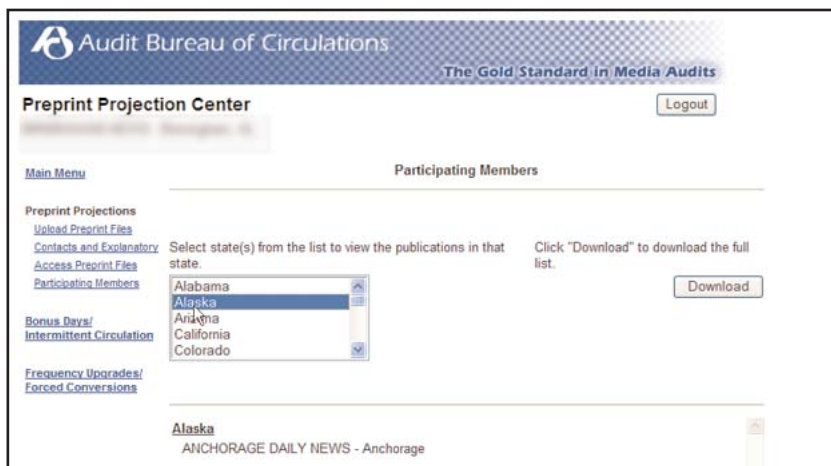 Audit Bureau of Circulations
The Gold Standard in Media Audits
Preprint Projection Center
Logout
Main Menu
Participating Members
Preprint Projections
Upload Preprint Files
Contacts and Explanatory
Access Preprint Files
Participating Members
Bonus Days/
Intermittent Circulation
Frequency Upgrades/
Forced Conversions
Select state(s) from the list to view the publications in that
state.
Alabama
Alaska
Arizona
California
Colorado
Click "Download" to download the full
list.
Download
Alaska
ANCHORAGE DAILY NEWS - Anchorage